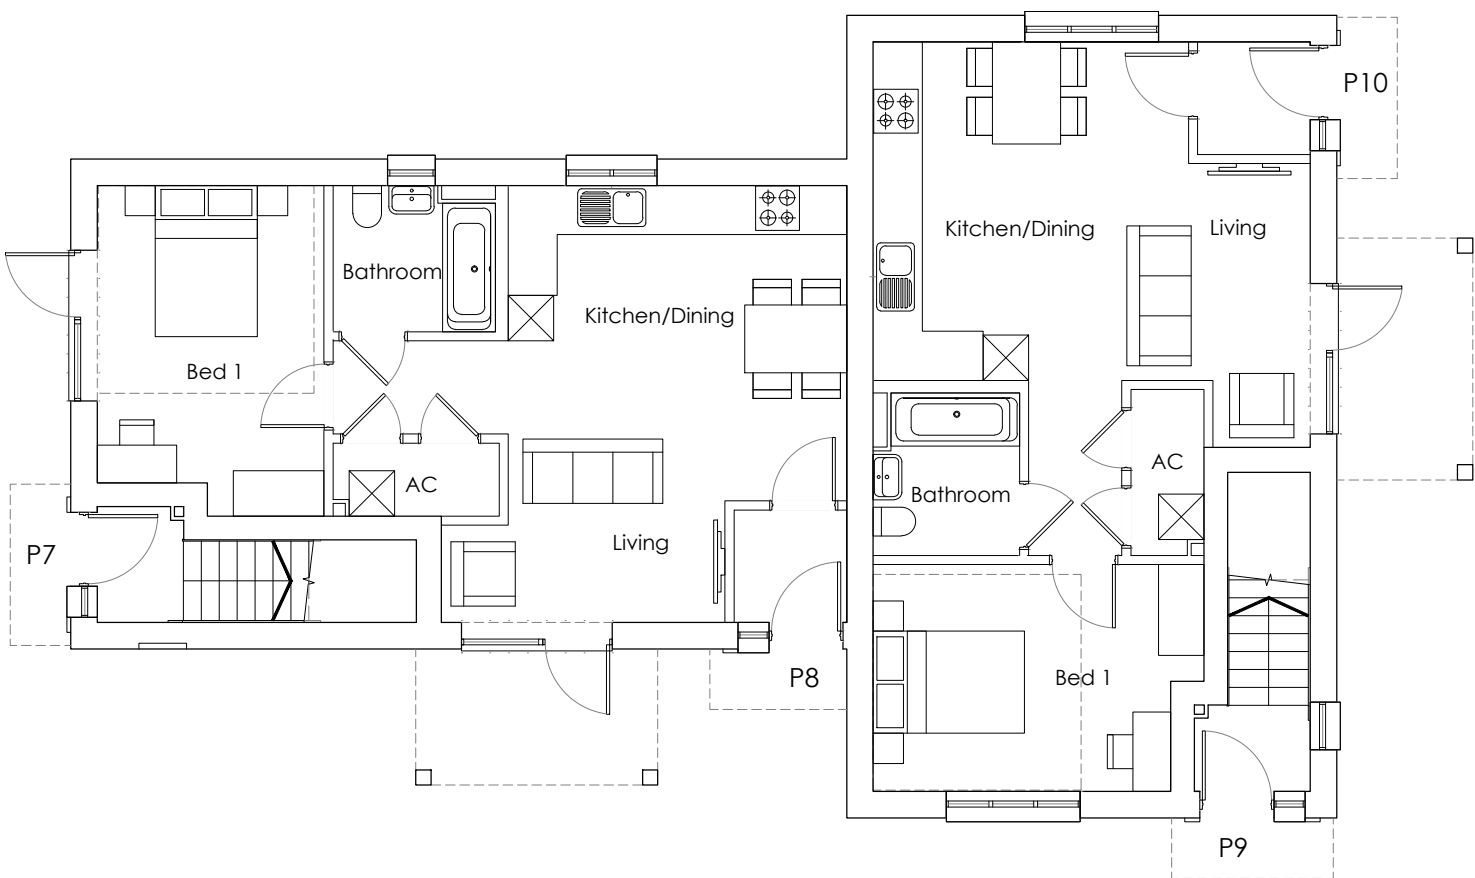 P10
Kitchen/Dining
Living
Bathroom
Kitchen/Dining
Bed 1
AC
AC
Bathroom
P7
Living
P8
Bed 1
P9